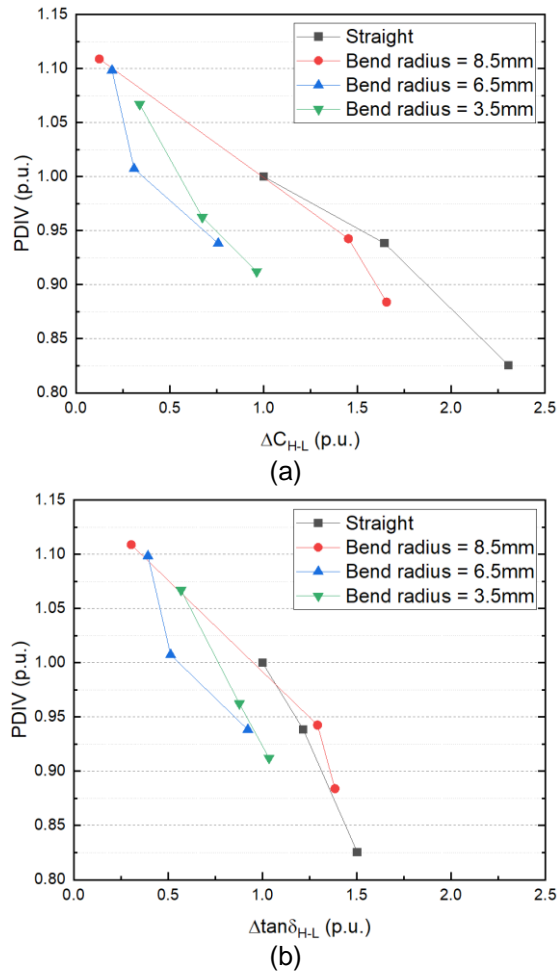 Straight
Bend radius = 8.5mm
Bend radius = 6.5mm
Bend radius = 3.5mm
PDIV (p.u.)
1.15
1.10
1.05
1.00
0.95
0.90
0.85
0.80
0.0 0.5 1.0 1.5 2.0 2.5
ΔC_H-L (p.u.)
(a)
Straight
Bend radius = 8.5mm
Bend radius = 6.5mm
Bend radius = 3.5mm
PDIV (p.u.)
1.15
1.10
1.05
1.00
0.95
0.90
0.85
0.80
0.0 0.5 1.0 1.5 2.0 2.5
Δtanδ_H-L (p.u.)
(b)